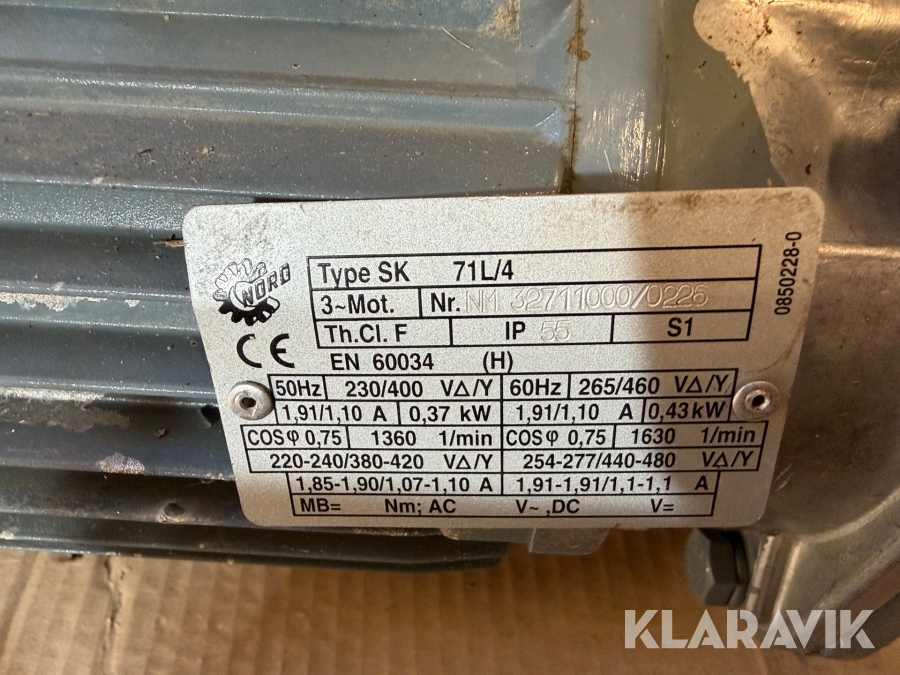 NORD
Type SK 71L/4
3~Mot. Nr. NM 32711000/0226
Th.Cl. F IP 55 S1
CE EN 60034 (H)
50Hz 230/400 VΔ/Y 60Hz 265/460 VΔ/Y
1,91/1,10 A 0,37 kW 1,91/1,10 A 0,43 kW
COS φ 0,75 1360 1/min COS φ 0,75 1630 1/min
220-240/380-420 VΔ/Y 254-277/440-480 VΔ/Y
1,85-1,90/1,07-1,10 A 1,91-1,91/1,1-1,1 A
MB= Nm; AC V~ ,DC V=
0850228-0
KLARAVIK